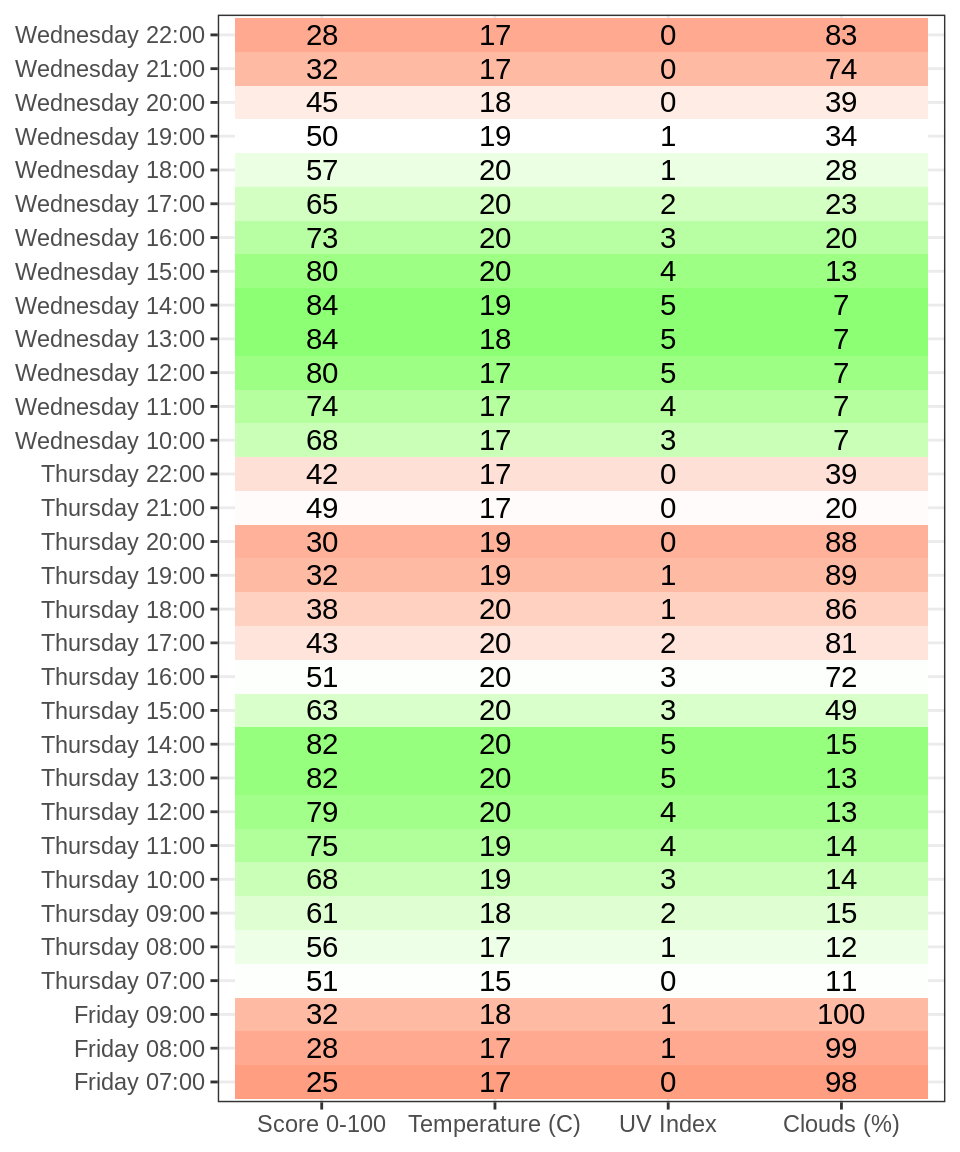 Wednesday 22:00 28 17 0 83
Wednesday 21:00 32 17 0 74
Wednesday 20:00 45 18 0 39
Wednesday 19:00 50 19 1 34
Wednesday 18:00 57 20 1 28
Wednesday 17:00 65 20 2 23
Wednesday 16:00 73 20 3 20
Wednesday 15:00 80 20 4 13
Wednesday 14:00 84 19 5 7
Wednesday 13:00 84 18 5 7
Wednesday 12:00 80 17 5 7
Wednesday 11:00 74 17 4 7
Wednesday 10:00 68 17 3 7
Thursday 22:00 42 17 0 39
Thursday 21:00 49 17 0 20
Thursday 20:00 30 19 0 88
Thursday 19:00 32 19 1 89
Thursday 18:00 38 20 1 86
Thursday 17:00 43 20 2 81
Thursday 16:00 51 20 3 72
Thursday 15:00 63 20 3 49
Thursday 14:00 82 20 5 15
Thursday 13:00 82 20 5 13
Thursday 12:00 79 20 4 13
Thursday 11:00 75 19 4 14
Thursday 10:00 68 19 3 14
Thursday 09:00 61 18 2 15
Thursday 08:00 56 17 1 12
Thursday 07:00 51 15 0 11
Friday 09:00 32 18 1 100
Friday 08:00 28 17 1 99
Friday 07:00 25 17 0 98
Score 0-100 Temperature (C) UV Index Clouds (%)